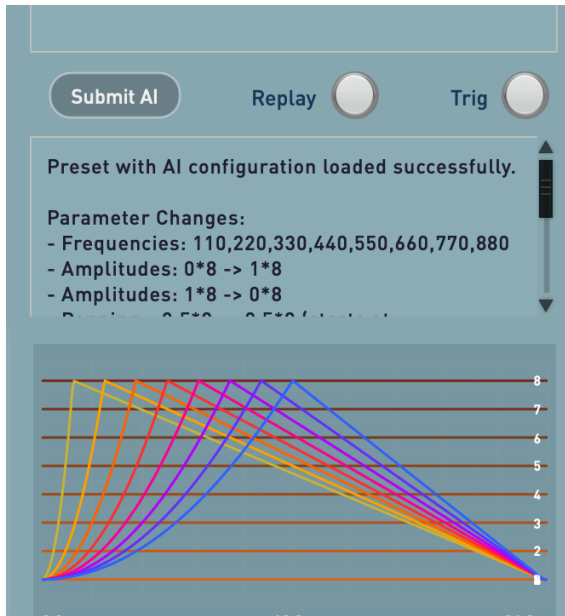 Submit AI
Replay
Trig
Preset with AI configuration loaded successfully.
Parameter Changes:
- Frequencies: 110,220,330,440,550,660,770,880
- Amplitudes: 0*8 -> 1*8
- Amplitudes: 1*8 -> 0*8
8
7
6
5
4
3
2